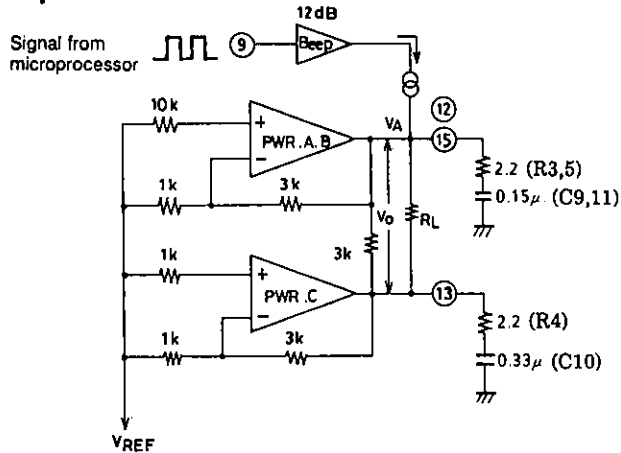 12dB
Signal from
microprocessor
9
Beep
10k
+
PWR.A.B
−
VA
12
15
2.2 (R3,5)
0.15μ (C9,11)
1k
3k
Vo
RL
3k
1k
+
PWR.C
−
13
2.2 (R4)
0.33μ (C10)
1k
3k
VREF